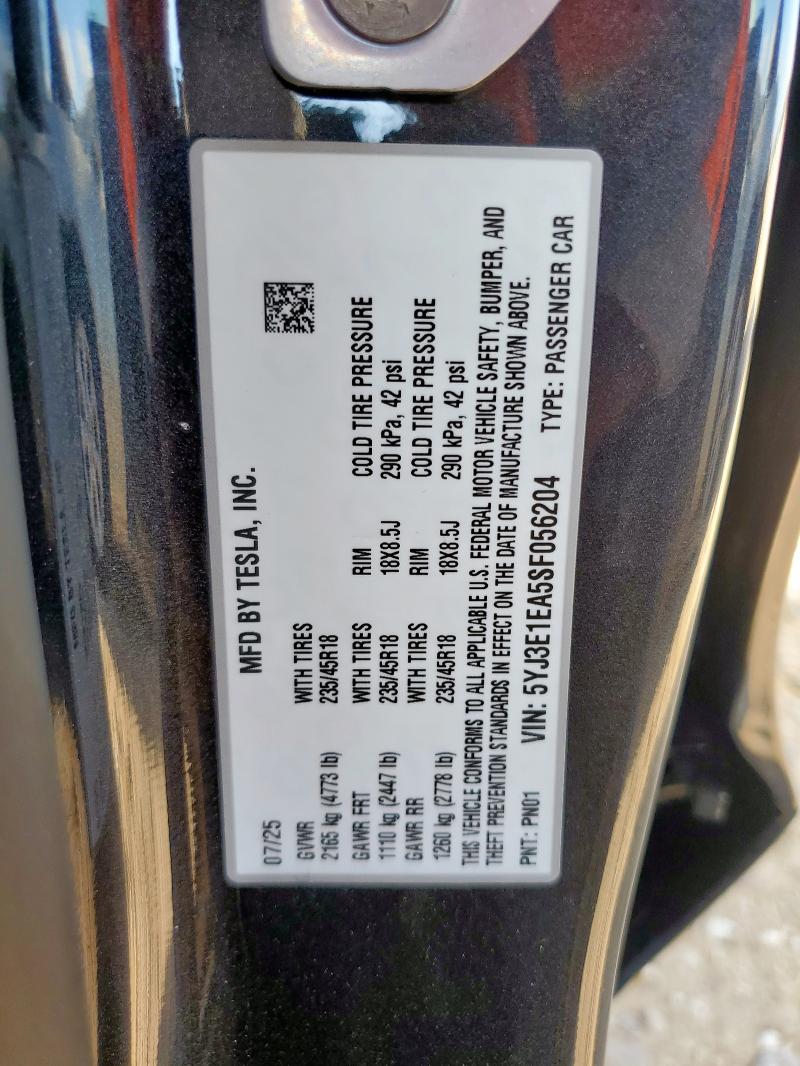 MFD BY TESLA, INC.
07/25
GVWR WITH TIRES
2165 kg (4773 lb) 235/45R18
GAWR FRT WITH TIRES RIM COLD TIRE PRESSURE
1110 kg (2447 lb) 235/45R18 18X8.5J 290 kPa, 42 psi
GAWR RR WITH TIRES RIM COLD TIRE PRESSURE
1260 kg (2778 lb) 235/45R18 18X8.5J 290 kPa, 42 psi
THIS VEHICLE CONFORMS TO ALL APPLICABLE U.S. FEDERAL MOTOR VEHICLE SAFETY, BUMPER, AND
THEFT PREVENTION STANDARDS IN EFFECT ON THE DATE OF MANUFACTURE SHOWN ABOVE.
PNT: PN01 VIN: 5YJ3E1EA5SF056204 TYPE: PASSENGER CAR